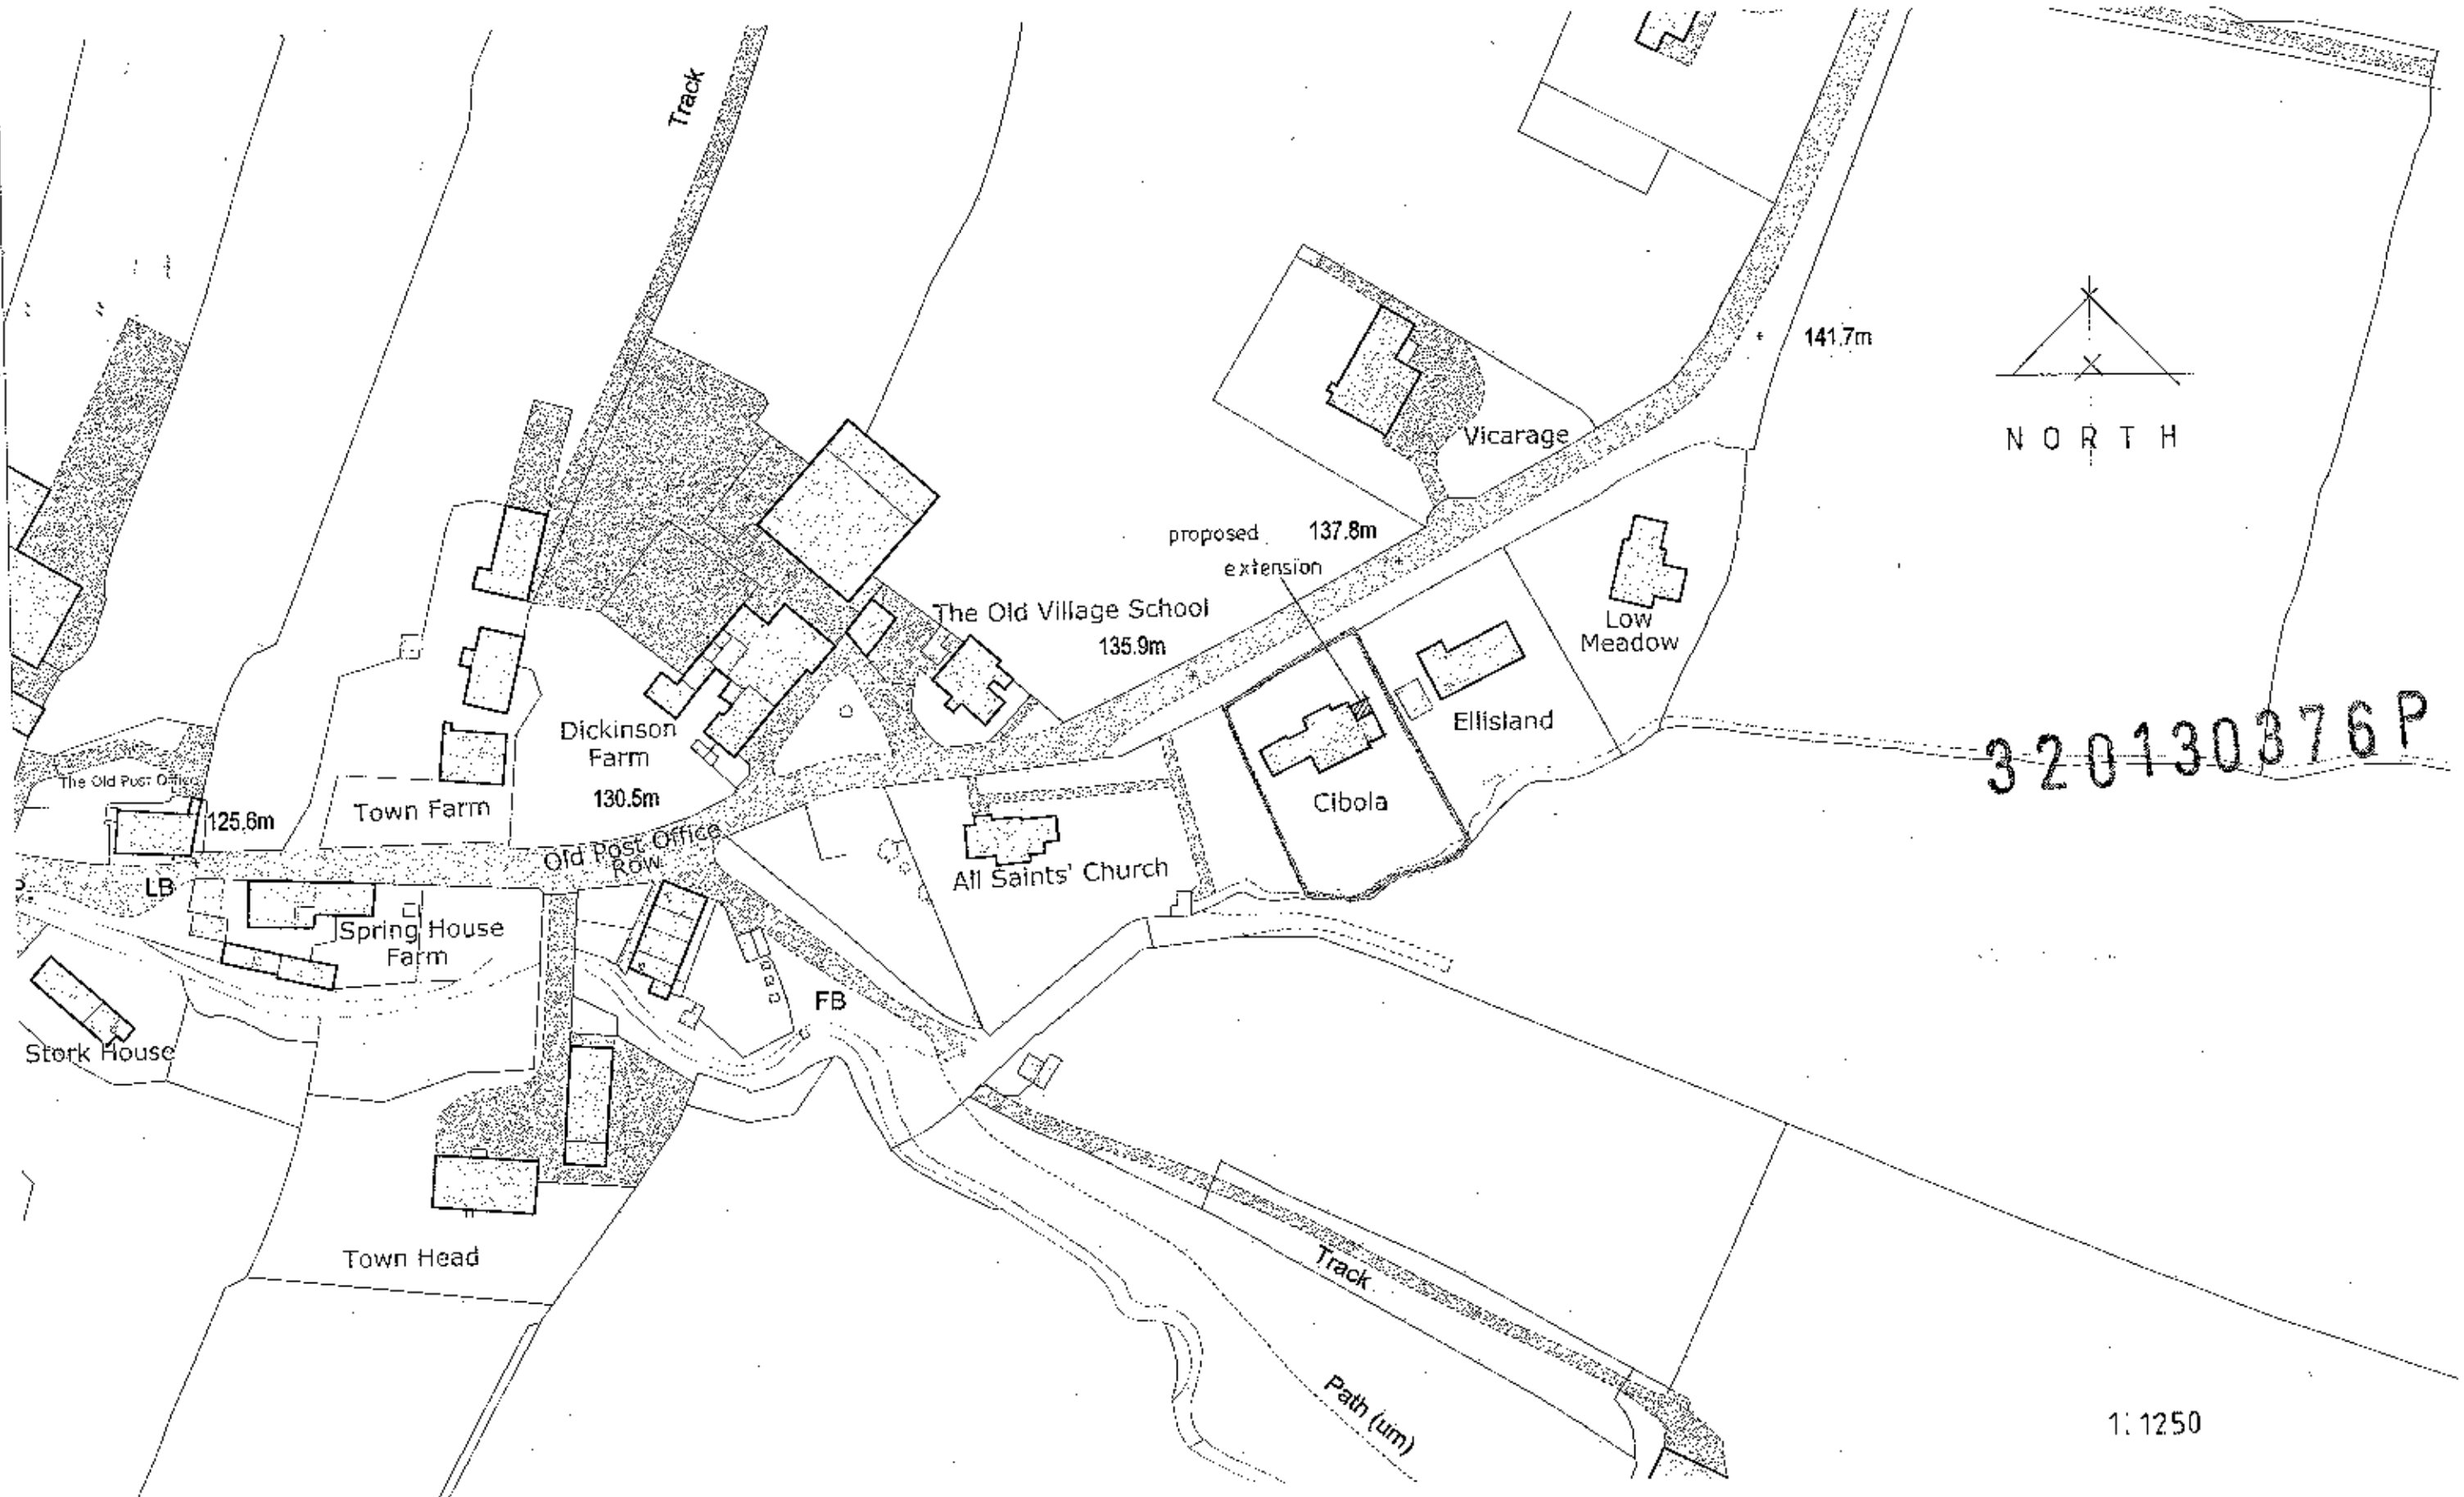 Track
141.7m
NORTH
Vicarage
proposed
extension
137.8m
The Old Village School
135.9m
Low
Meadow
Ellisland
Cibola
320130376P
Dickinson
Farm
130.5m
The Old Post Office
Town Farm
125.6m
Old Post Office
Row
All Saints' Church
LB
Spring House
Farm
FB
Stork House
Town Head
Track
Path (um)
1:1250